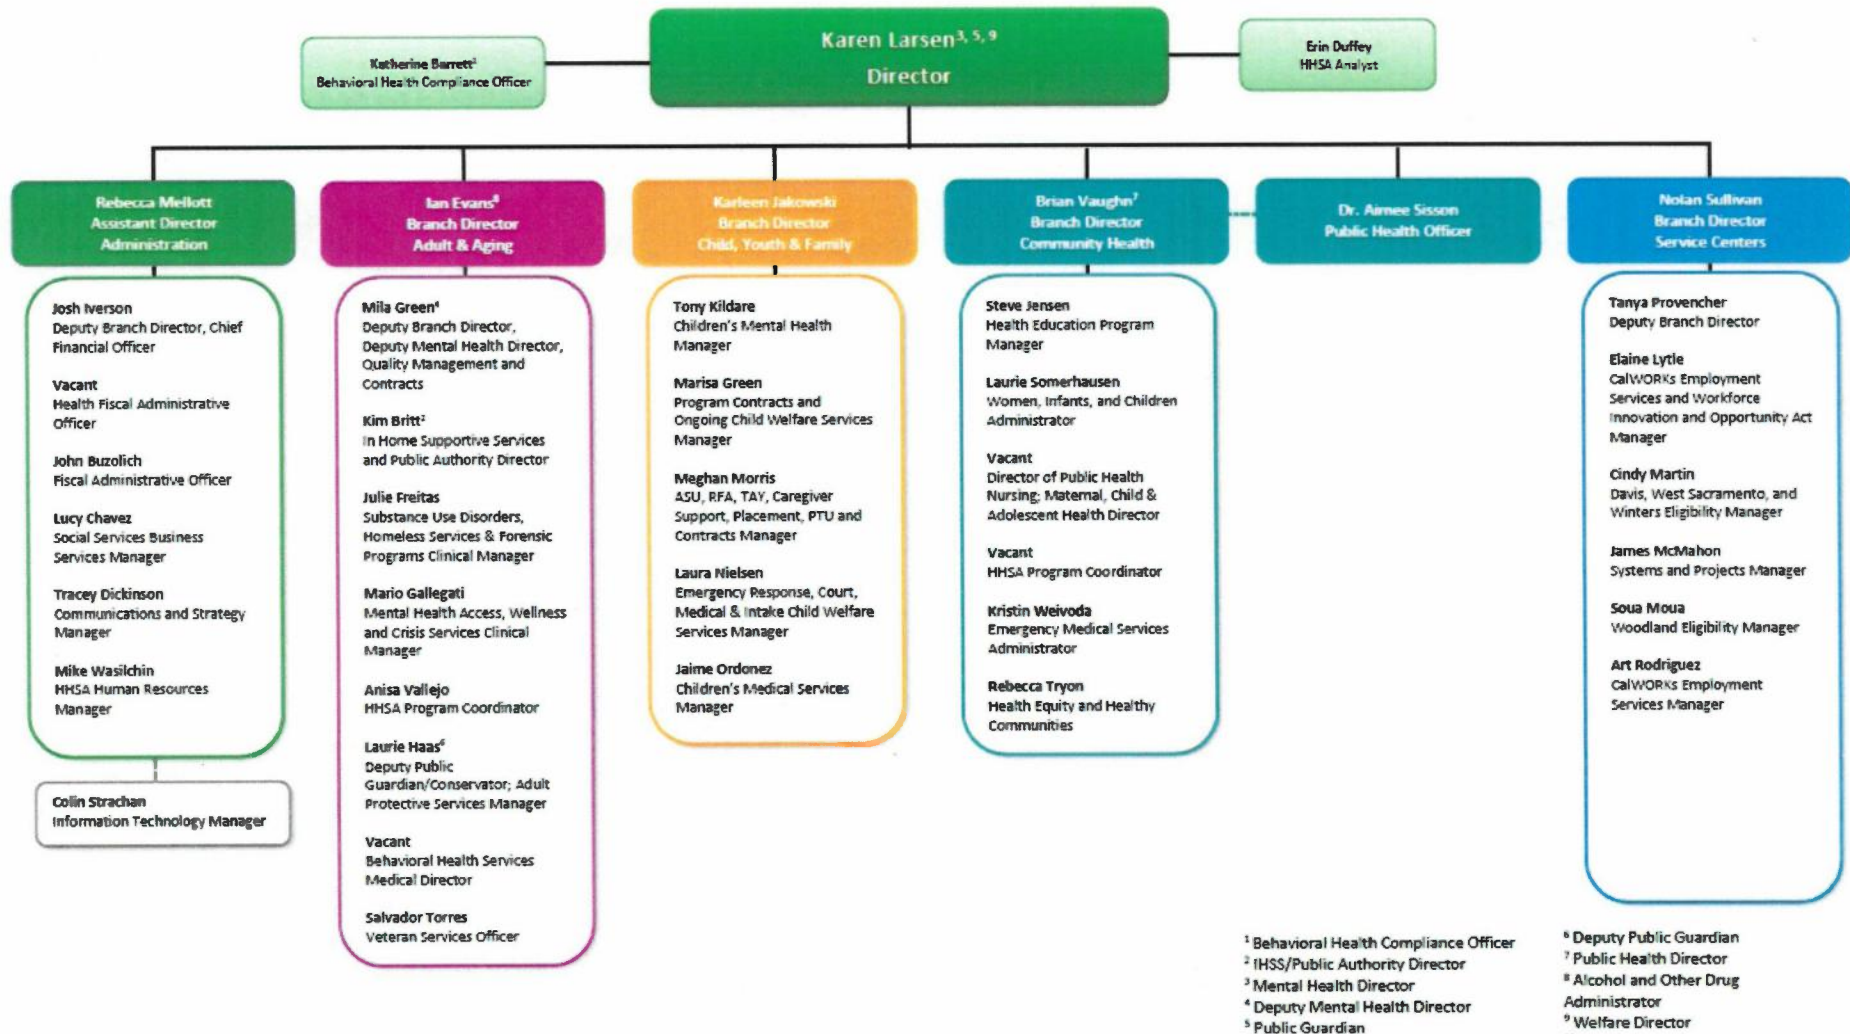 Karen Larsen³, ⁵, ⁹
Director
Katherine Barrett¹
Behavioral Health Compliance Officer
Erin Duffey
HHSA Analyst
Rebecca Mellott
Assistant Director
Administration
Josh Iverson
Deputy Branch Director, Chief
Financial Officer
Vacant
Health Fiscal Administrative
Officer
John Buzolich
Fiscal Administrative Officer
Lucy Chavez
Social Services Business
Services Manager
Tracey Dickinson
Communications and Strategy
Manager
Mike Wasilchin
HHSA Human Resources
Manager
Colin Strachan
Information Technology Manager
Ian Evans⁸
Branch Director
Adult & Aging
Mila Green⁴
Deputy Branch Director,
Deputy Mental Health Director,
Quality Management and
Contracts
Kim Britt²
In Home Supportive Services
and Public Authority Director
Julie Freitas
Substance Use Disorders,
Homeless Services & Forensic
Programs Clinical Manager
Mario Gallegati
Mental Health Access, Wellness
and Crisis Services Clinical
Manager
Anisa Vallejo
HHSA Program Coordinator
Laurie Haas⁶
Deputy Public
Guardian/Conservator; Adult
Protective Services Manager
Vacant
Behavioral Health Services
Medical Director
Salvador Torres
Veteran Services Officer
Karleen Jakowski
Branch Director
Child, Youth & Family
Tony Kildare
Children's Mental Health
Manager
Marisa Green
Program Contracts and
Ongoing Child Welfare Services
Manager
Meghan Morris
ASU, RFA, TAY, Caregiver
Support, Placement, PTU and
Contracts Manager
Laura Nielsen
Emergency Response, Court,
Medical & Intake Child Welfare
Services Manager
Jaime Ordonez
Children's Medical Services
Manager
Brian Vaughn⁷
Branch Director
Community Health
Steve Jensen
Health Education Program
Manager
Laurie Somerhausen
Women, Infants, and Children
Administrator
Vacant
Director of Public Health
Nursing; Maternal, Child &
Adolescent Health Director
Vacant
HHSA Program Coordinator
Kristin Weivoda
Emergency Medical Services
Administrator
Rebecca Tryon
Health Equity and Healthy
Communities
Dr. Aimee Sisson
Public Health Officer
Nolan Sullivan
Branch Director
Service Centers
Tanya Provencher
Deputy Branch Director
Elaine Lytle
CalWORKs Employment
Services and Workforce
Innovation and Opportunity Act
Manager
Cindy Martin
Davis, West Sacramento, and
Winters Eligibility Manager
James McMahon
Systems and Projects Manager
Soua Moua
Woodland Eligibility Manager
Art Rodriguez
CalWORKs Employment
Services Manager
¹ Behavioral Health Compliance Officer
² IHSS/Public Authority Director
³ Mental Health Director
⁴ Deputy Mental Health Director
⁵ Public Guardian
⁶ Deputy Public Guardian
⁷ Public Health Director
⁸ Alcohol and Other Drug
Administrator
⁹ Welfare Director